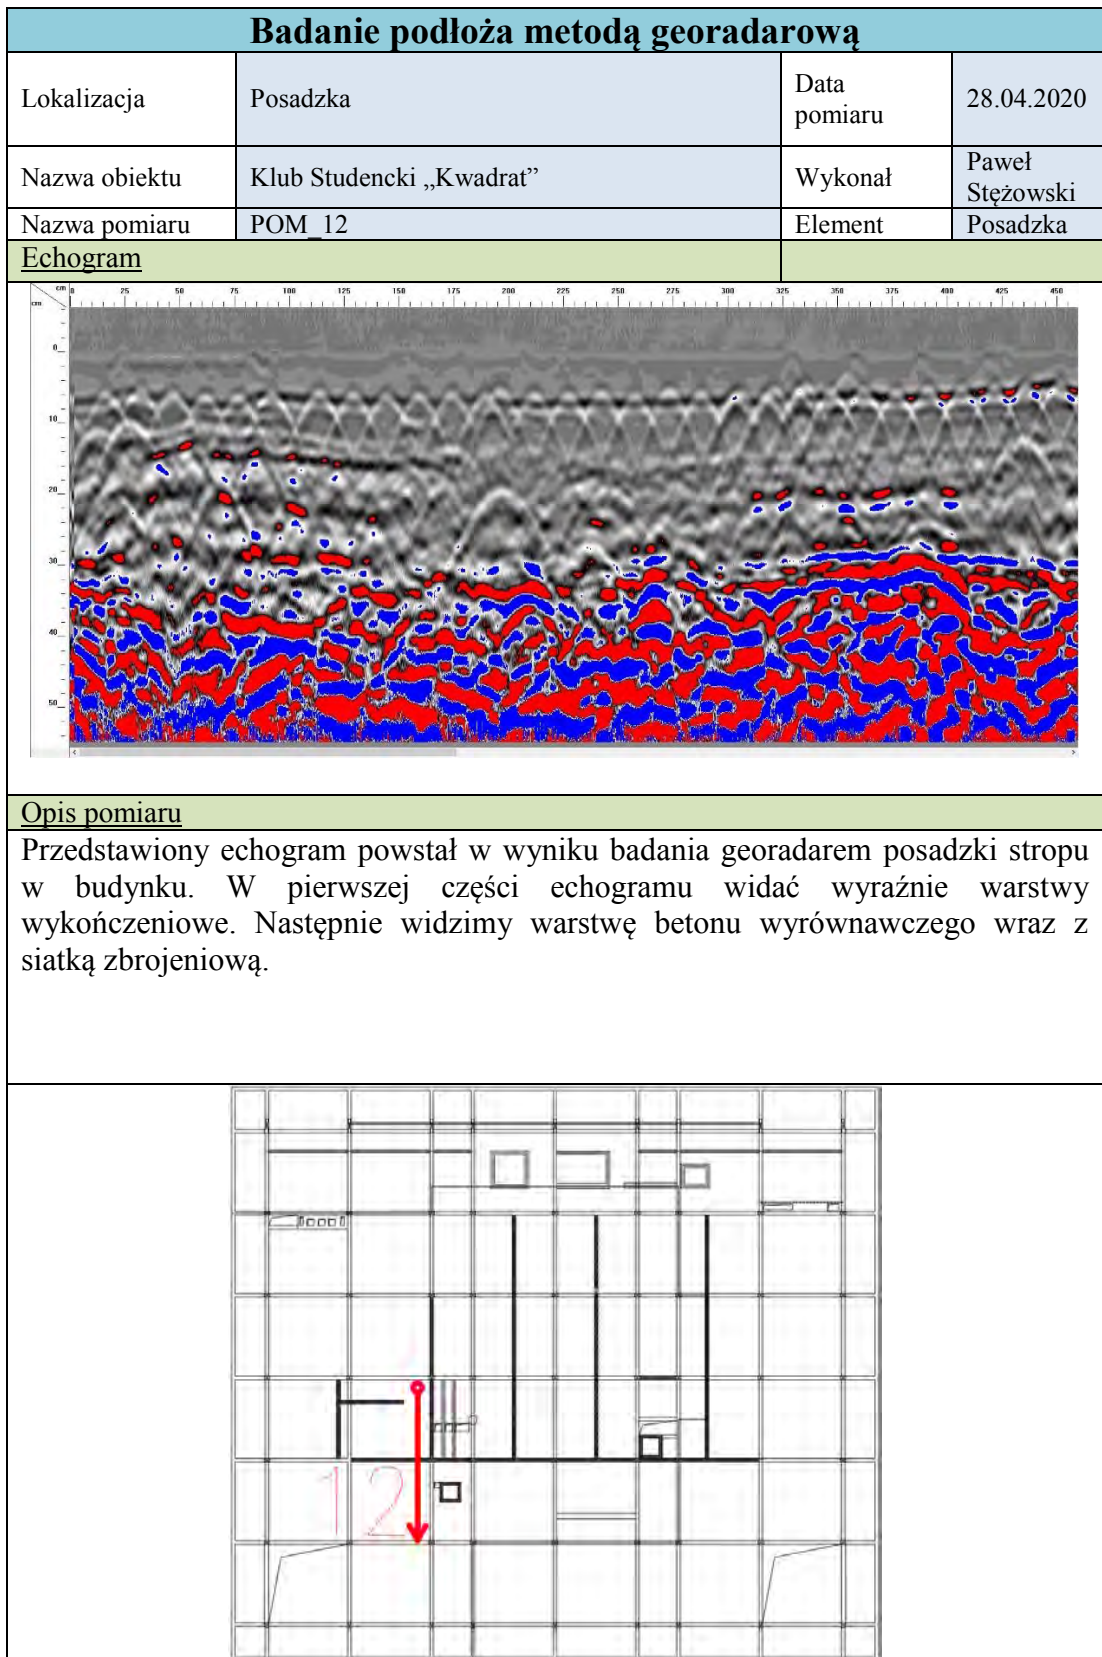 Badanie podłoża metodą georadarową
Lokalizacja Posadzka Data pomiaru 28.04.2020
Nazwa obiektu Klub Studencki „Kwadrat” Wykonał Paweł Stężowski
Nazwa pomiaru POM_12 Element Posadzka
Echogram
cm 0 25 50 75 100 125 150 175 200 225 250 275 300 325 350 375 400 425 450
cm
0
10
20
30
40
50
Opis pomiaru
Przedstawiony echogram powstał w wyniku badania georadarem posadzki stropu
w budynku. W pierwszej części echogramu widać wyraźnie warstwy
wykończeniowe. Następnie widzimy warstwę betonu wyrównawczego wraz z
siatką zbrojeniową.
12